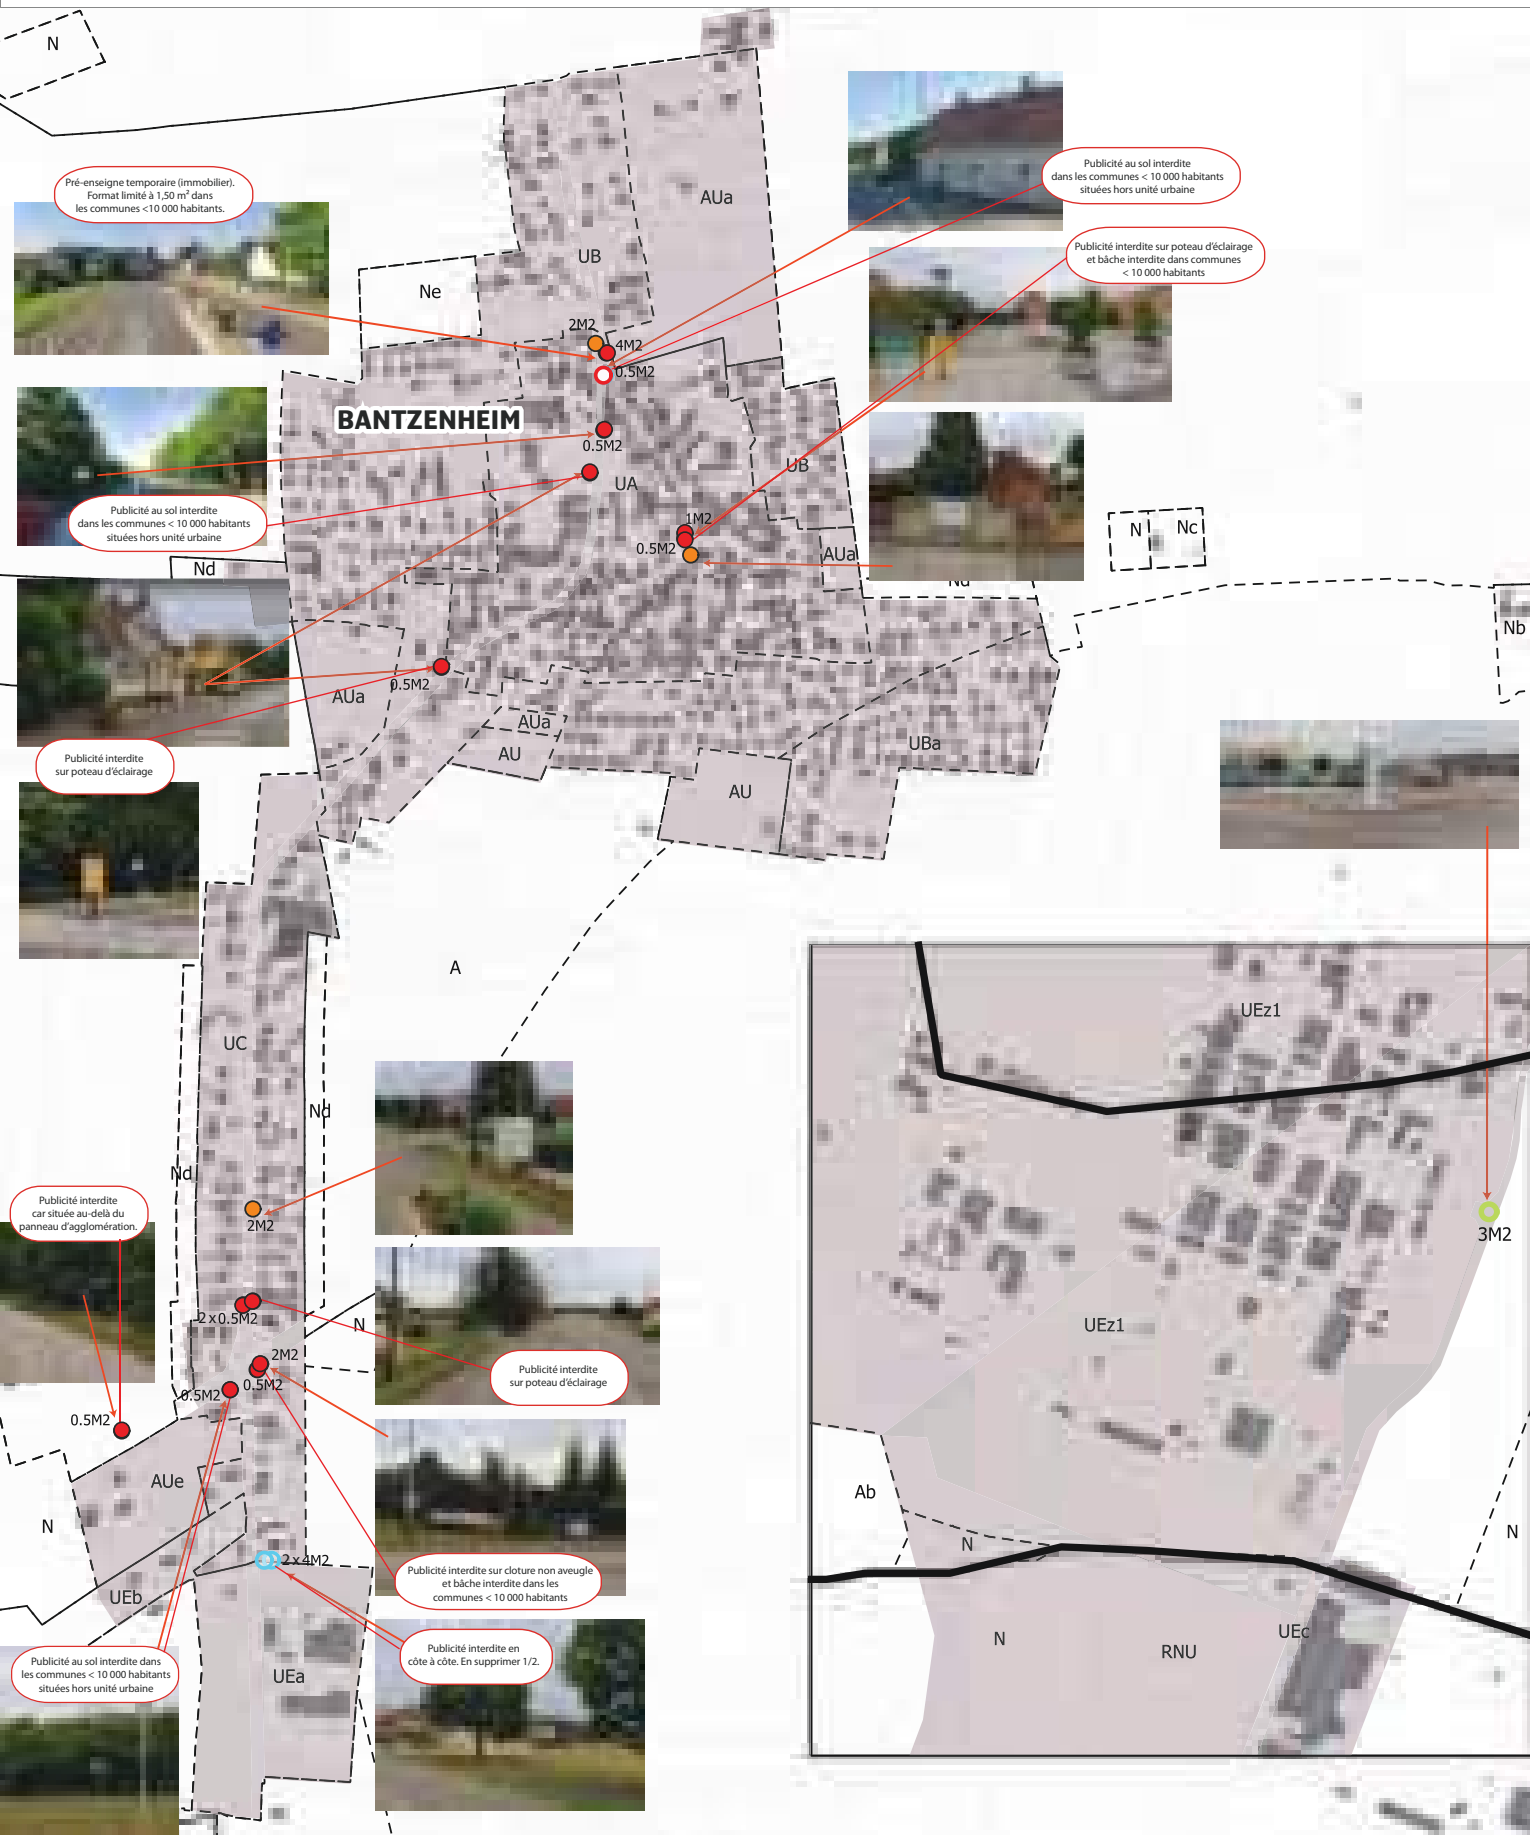 N
Pré-enseigne temporaire (immobilier).
Format limité à 1,50 m² dans
les communes <10 000 habitants.
Publicité au sol interdite
dans les communes < 10 000 habitants
situées hors unité urbaine
AUa
Publicité interdite sur poteau d'éclairage
et bâche interdite dans communes
< 10 000 habitants
UB
Ne
2M2
4M2
0.5M2
BANTZENHEIM
0.5M2
UB
UA
Publicité au sol interdite
dans les communes < 10 000 habitants
situées hors unité urbaine
1M2
0.5M2
AUa
N
Nc
Nd
Nd
Nb
0.5M2
AUa
AUa
AU
UBa
AU
Publicité interdite
sur poteau d'éclairage
A
UEz1
UC
Nd
Nd
Publicité interdite
car située au-delà du
panneau d'agglomération.
2M2
3M2
2 x 0.5M2
N
UEz1
2M2
0.5M2
0.5M2
Publicité interdite
sur poteau d'éclairage
0.5M2
AUe
Ab
N
N
N
2 x 4M2
Publicité interdite sur cloture non aveugle
et bâche interdite dans les
communes < 10 000 habitants
UEb
UEc
N
RNU
Publicité interdite en
côte à côte. En supprimer 1/2.
Publicité au sol interdite dans
les communes < 10 000 habitants
situées hors unité urbaine
UEa